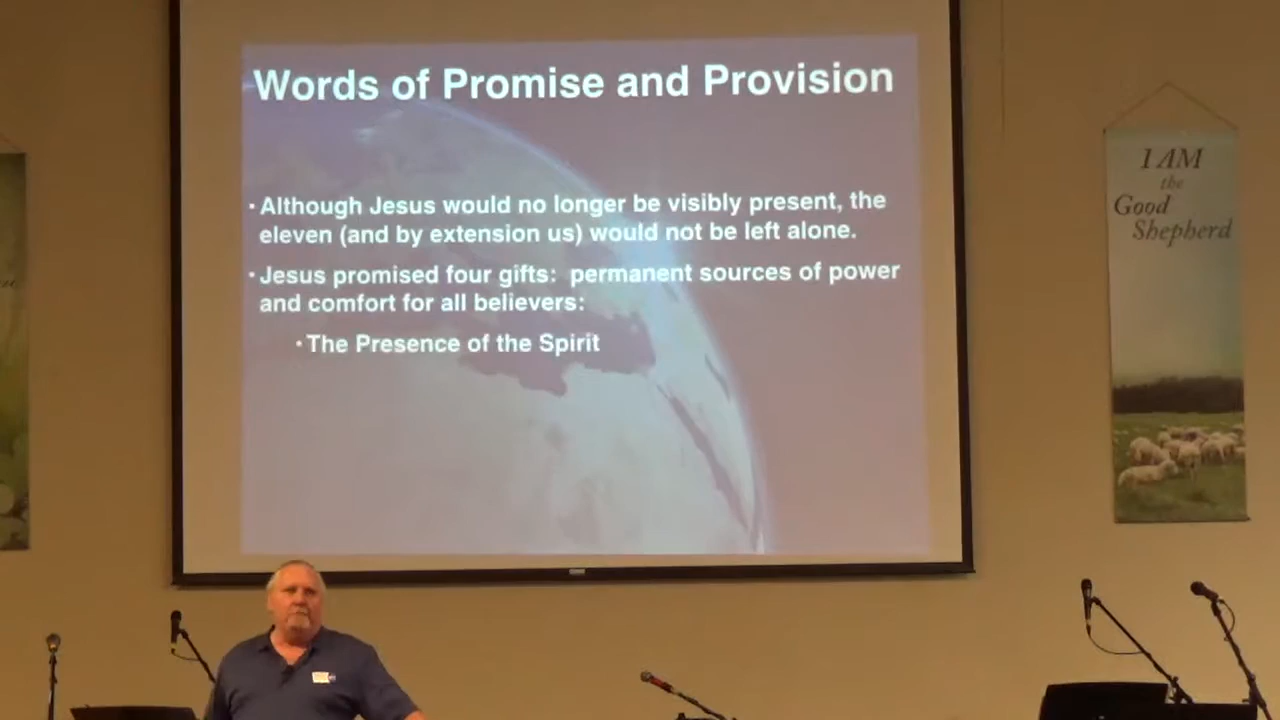 Words of Promise and Provision
· Although Jesus would no longer be visibly present, the
eleven (and by extension us) would not be left alone.
· Jesus promised four gifts: permanent sources of power
and comfort for all believers:
· The Presence of the Spirit
I AM
the
Good
Shepherd